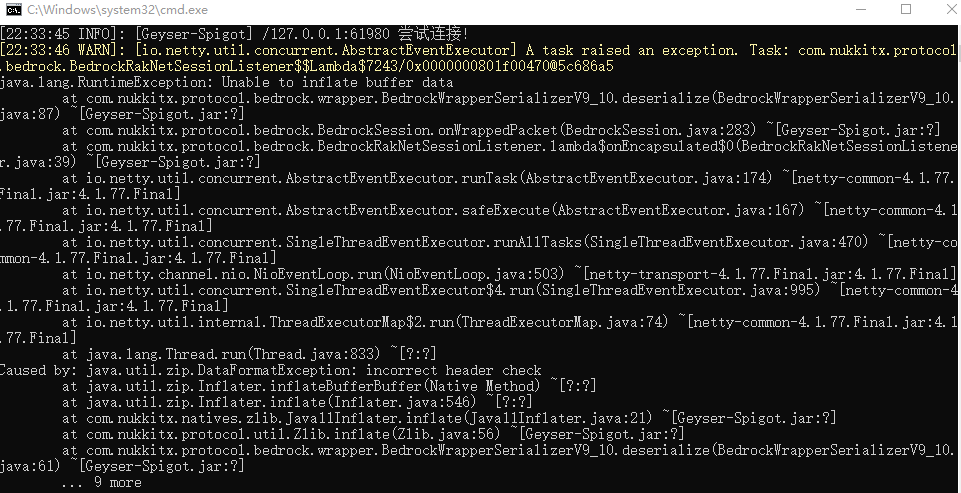 C:\Windows\system32\cmd.exe
[22:33:45 INFO]: [Geyser-Spigot] /127.0.0.1:61980 尝试连接!
[22:33:46 WARN]: [io.netty.util.concurrent.AbstractEventExecutor] A task raised an exception. Task: com.nukkitx.protocol
.bedrock.BedrockRakNetSessionListener$$Lambda$7243/0x0000000801f00470@5c686a5
java.lang.RuntimeException: Unable to inflate buffer data
at com.nukkitx.protocol.bedrock.wrapper.BedrockWrapperSerializerV9_10.deserialize(BedrockWrapperSerializerV9_10.
java:87) ~[Geyser-Spigot.jar:?]
at com.nukkitx.protocol.bedrock.BedrockSession.onWrappedPacket(BedrockSession.java:283) ~[Geyser-Spigot.jar:?]
at com.nukkitx.protocol.bedrock.BedrockRakNetSessionListener.lambda$onEncapsulated$0(BedrockRakNetSessionListene
r.java:39) ~[Geyser-Spigot.jar:?]
at io.netty.util.concurrent.AbstractEventExecutor.runTask(AbstractEventExecutor.java:174) ~[netty-common-4.1.77.
Final.jar:4.1.77.Final]
at io.netty.util.concurrent.AbstractEventExecutor.safeExecute(AbstractEventExecutor.java:167) ~[netty-common-4.1
.77.Final.jar:4.1.77.Final]
at io.netty.util.concurrent.SingleThreadEventExecutor.runAllTasks(SingleThreadEventExecutor.java:470) ~[netty-co
mmon-4.1.77.Final.jar:4.1.77.Final]
at io.netty.channel.nio.NioEventLoop.run(NioEventLoop.java:503) ~[netty-transport-4.1.77.Final.jar:4.1.77.Final]
at io.netty.util.concurrent.SingleThreadEventExecutor$4.run(SingleThreadEventExecutor.java:995) ~[netty-common-4
.1.77.Final.jar:4.1.77.Final]
at io.netty.util.internal.ThreadExecutorMap$2.run(ThreadExecutorMap.java:74) ~[netty-common-4.1.77.Final.jar:4.1
.77.Final]
at java.lang.Thread.run(Thread.java:833) ~[?:?]
Caused by: java.util.zip.DataFormatException: incorrect header check
at java.util.zip.Inflater.inflateBufferBuffer(Native Method) ~[?:?]
at java.util.zip.Inflater.inflate(Inflater.java:546) ~[?:?]
at com.nukkitx.natives.zlib.Java11Inflater.inflate(Java11Inflater.java:21) ~[Geyser-Spigot.jar:?]
at com.nukkitx.protocol.util.Zlib.inflate(Zlib.java:56) ~[Geyser-Spigot.jar:?]
at com.nukkitx.protocol.bedrock.wrapper.BedrockWrapperSerializerV9_10.deserialize(BedrockWrapperSerializerV9_10.
java:61) ~[Geyser-Spigot.jar:?]
... 9 more